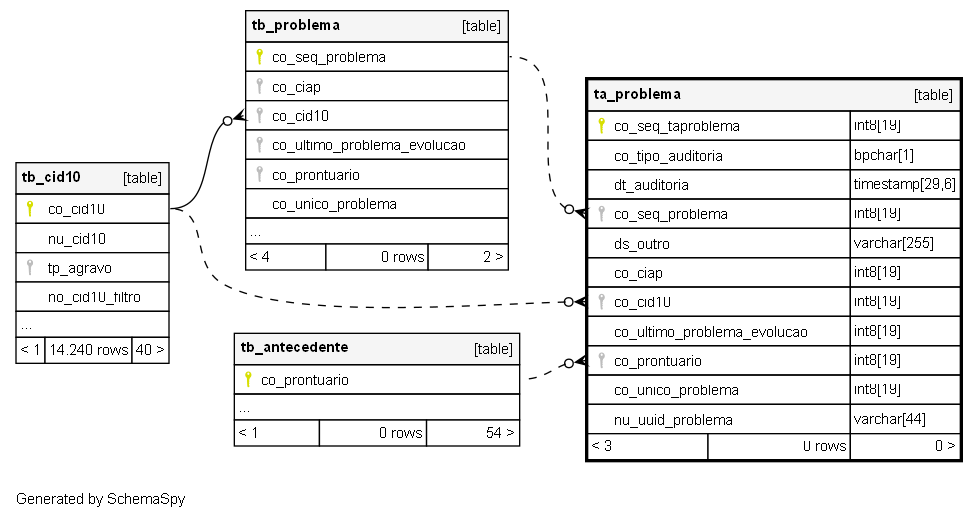 tb_problema [table]
co_seq_problema
co_ciap
co_cid10
co_ultimo_problema_evolucao
co_prontuario
co_unico_problema
...
< 4 0 rows 2 >
ta_problema [table]
co_seq_taproblema int8[19]
co_tipo_auditoria bpchar[1]
dt_auditoria timestamp[29,6]
co_seq_problema int8[19]
ds_outro varchar[255]
co_ciap int8[19]
co_cid10 int8[19]
co_ultimo_problema_evolucao int8[19]
co_prontuario int8[19]
co_unico_problema int8[19]
nu_uuid_problema varchar[44]
< 3 0 rows 0 >
tb_cid10 [table]
co_cid10
nu_cid10
tp_agravo
no_cid10_filtro
...
< 1 14.240 rows 40 >
tb_antecedente [table]
co_prontuario
...
< 1 0 rows 54 >
Generated by SchemaSpy